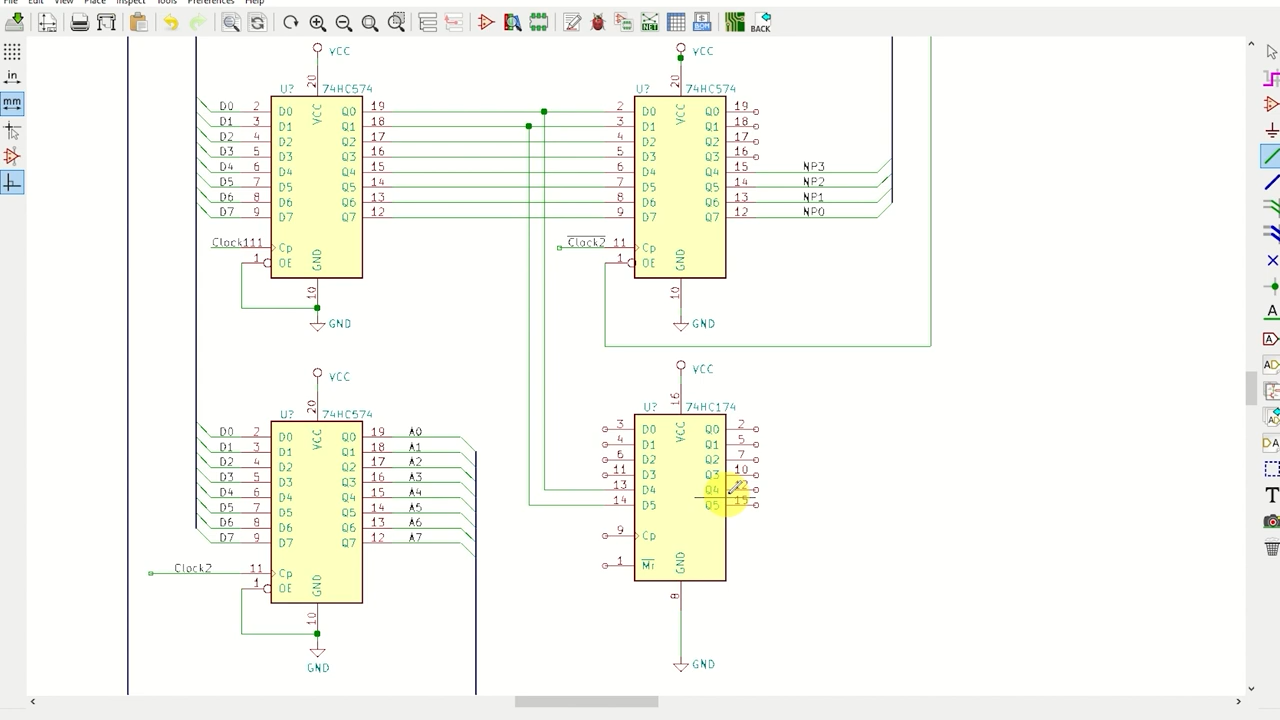 File Edit View Place Inspect Tools Preferences Help
BACK
in
mm
VCC VCC
20 20
U? 74HC574 U? 74HC574
D0 2 D0 VCC Q0 19 2 D0 VCC Q0 19
D1 3 D1 Q1 18 3 D1 Q1 18
D2 4 D2 Q2 17 4 D2 Q2 17
D3 5 D3 Q3 16 5 D3 Q3 16
D4 6 D4 Q4 15 6 D4 Q4 15 NP3
D5 7 D5 Q5 14 7 D5 Q5 14 NP2
D6 8 D6 Q6 13 8 D6 Q6 13 NP1
D7 9 D7 Q7 12 9 D7 Q7 12 NP0
Clock111 Cp Clock2 11 Cp
1 OE GND 1 OE GND
10 10
GND GND
VCC VCC
20 16
U? 74HC574 U? 74HC174
D0 2 D0 VCC Q0 19 A0 3 D0 VCC Q0 2
D1 3 D1 Q1 18 A1 4 D1 Q1 5
D2 4 D2 Q2 17 A2 6 D2 Q2 7
D3 5 D3 Q3 16 A3 11 D3 Q3 10
D4 6 D4 Q4 15 A4 13 D4 Q4 12
D5 7 D5 Q5 14 A5 14 D5 Q5 15
D6 8 D6 Q6 13 A6
D7 9 D7 Q7 12 A7 9 Cp
Clock2 11 Cp 1 Mr GND
1 OE GND 8
10
GND GND